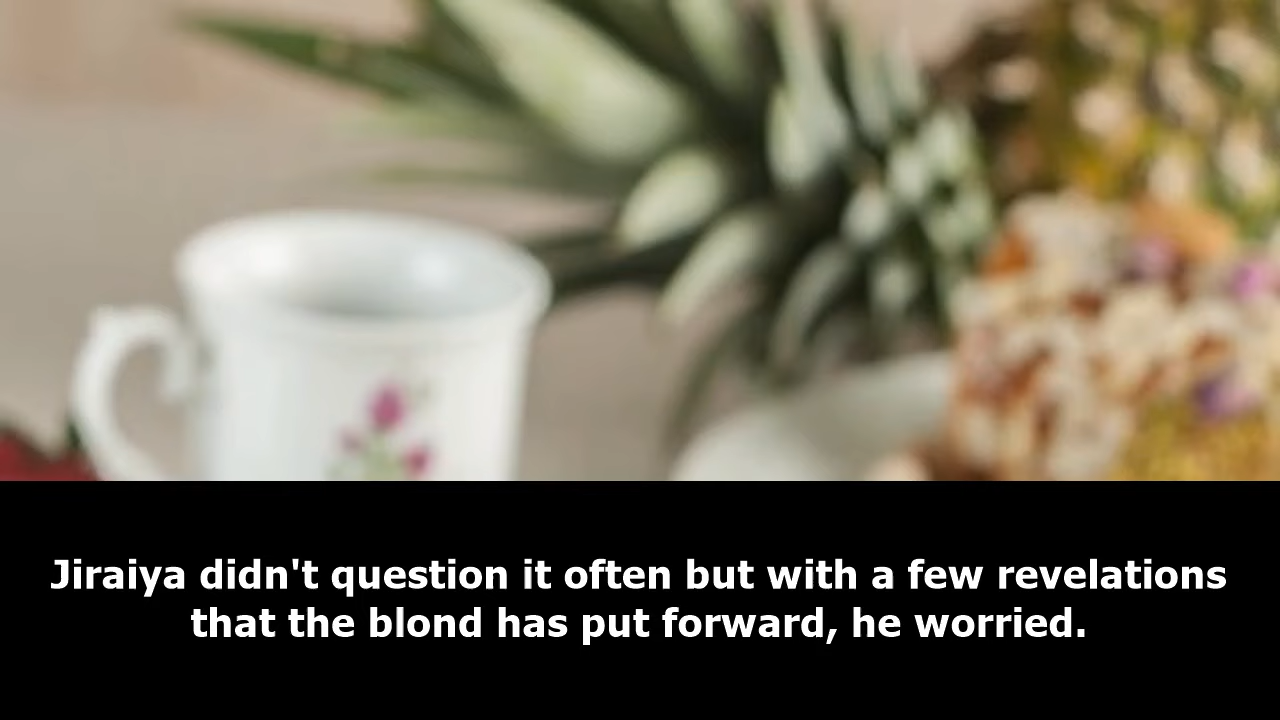 Jiraiya didn't question it often but with a few revelations
that the blond has put forward, he worried.